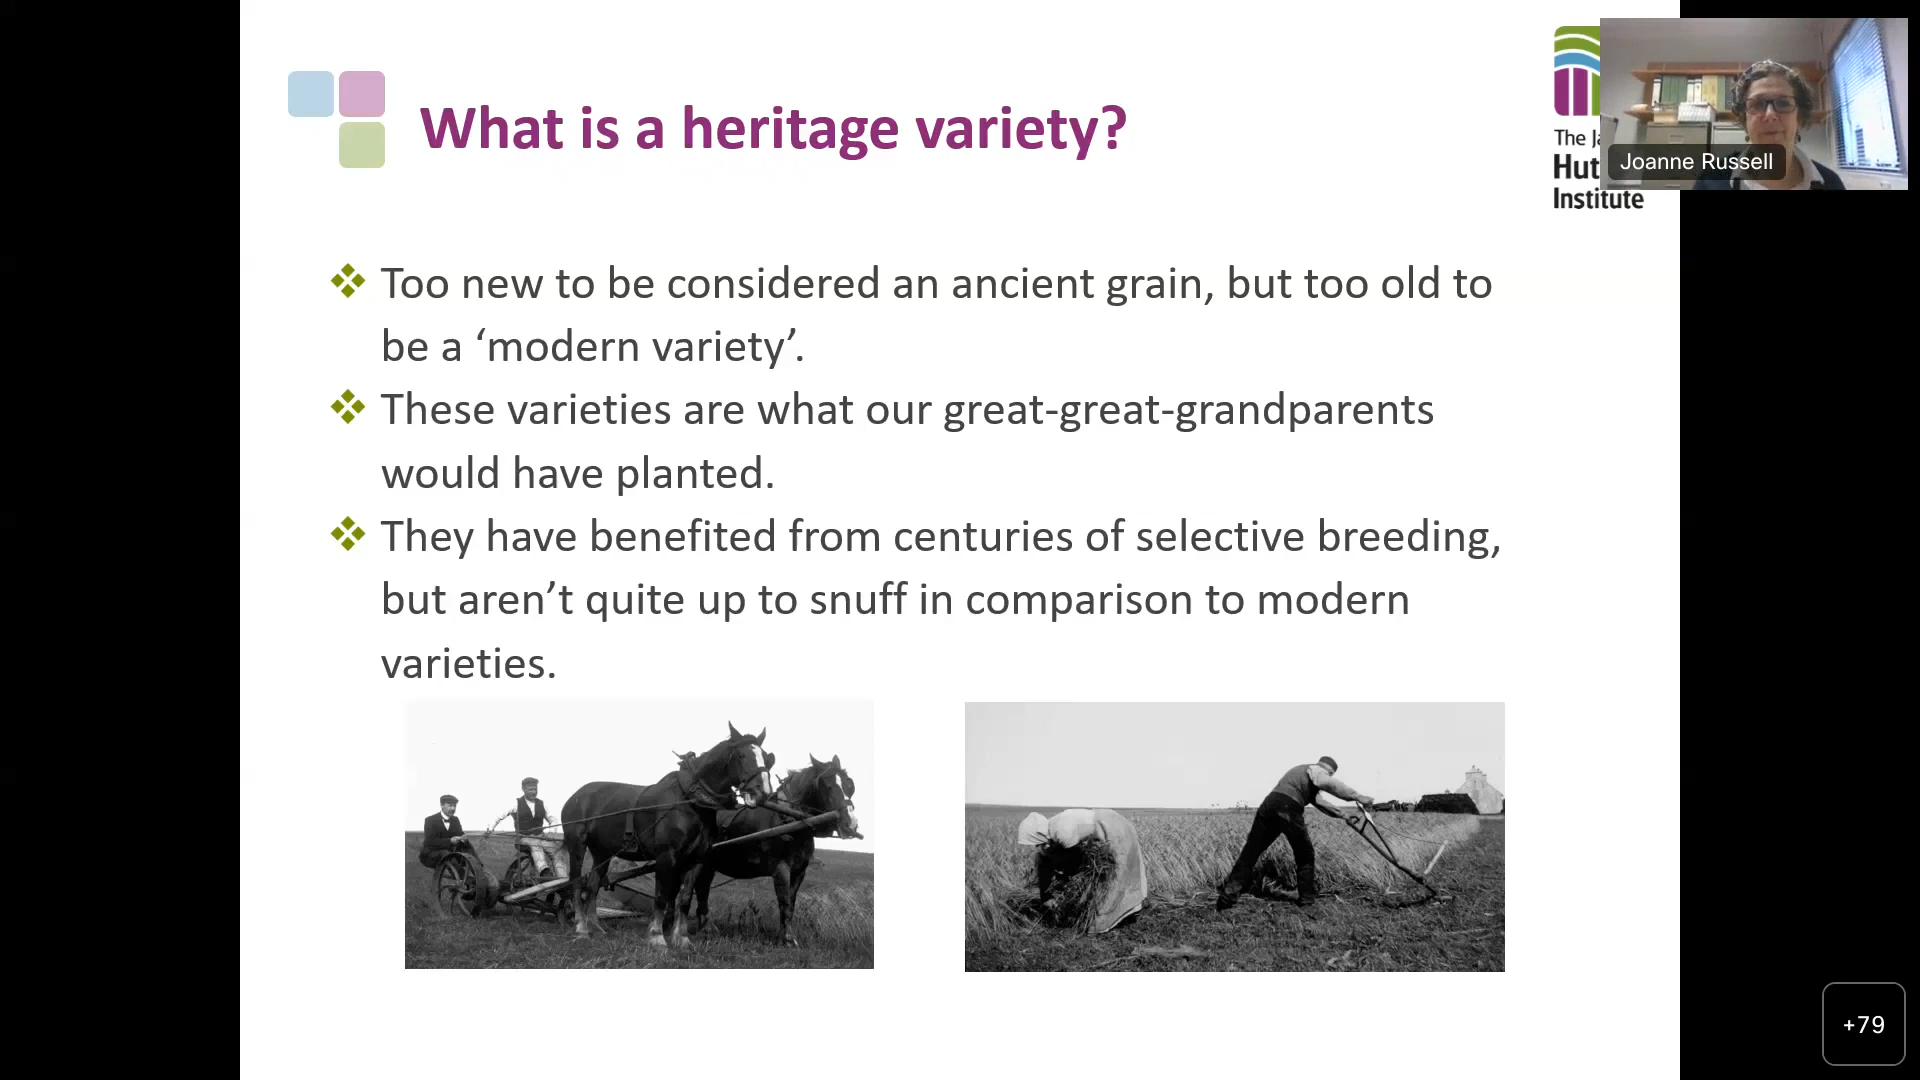 What is a heritage variety?
Too new to be considered an ancient grain, but too old to
be a ‘modern variety’.
These varieties are what our great-great-grandparents
would have planted.
They have benefited from centuries of selective breeding,
but aren’t quite up to snuff in comparison to modern
varieties.
The Ja
Hut
Institute
Joanne Russell
+79